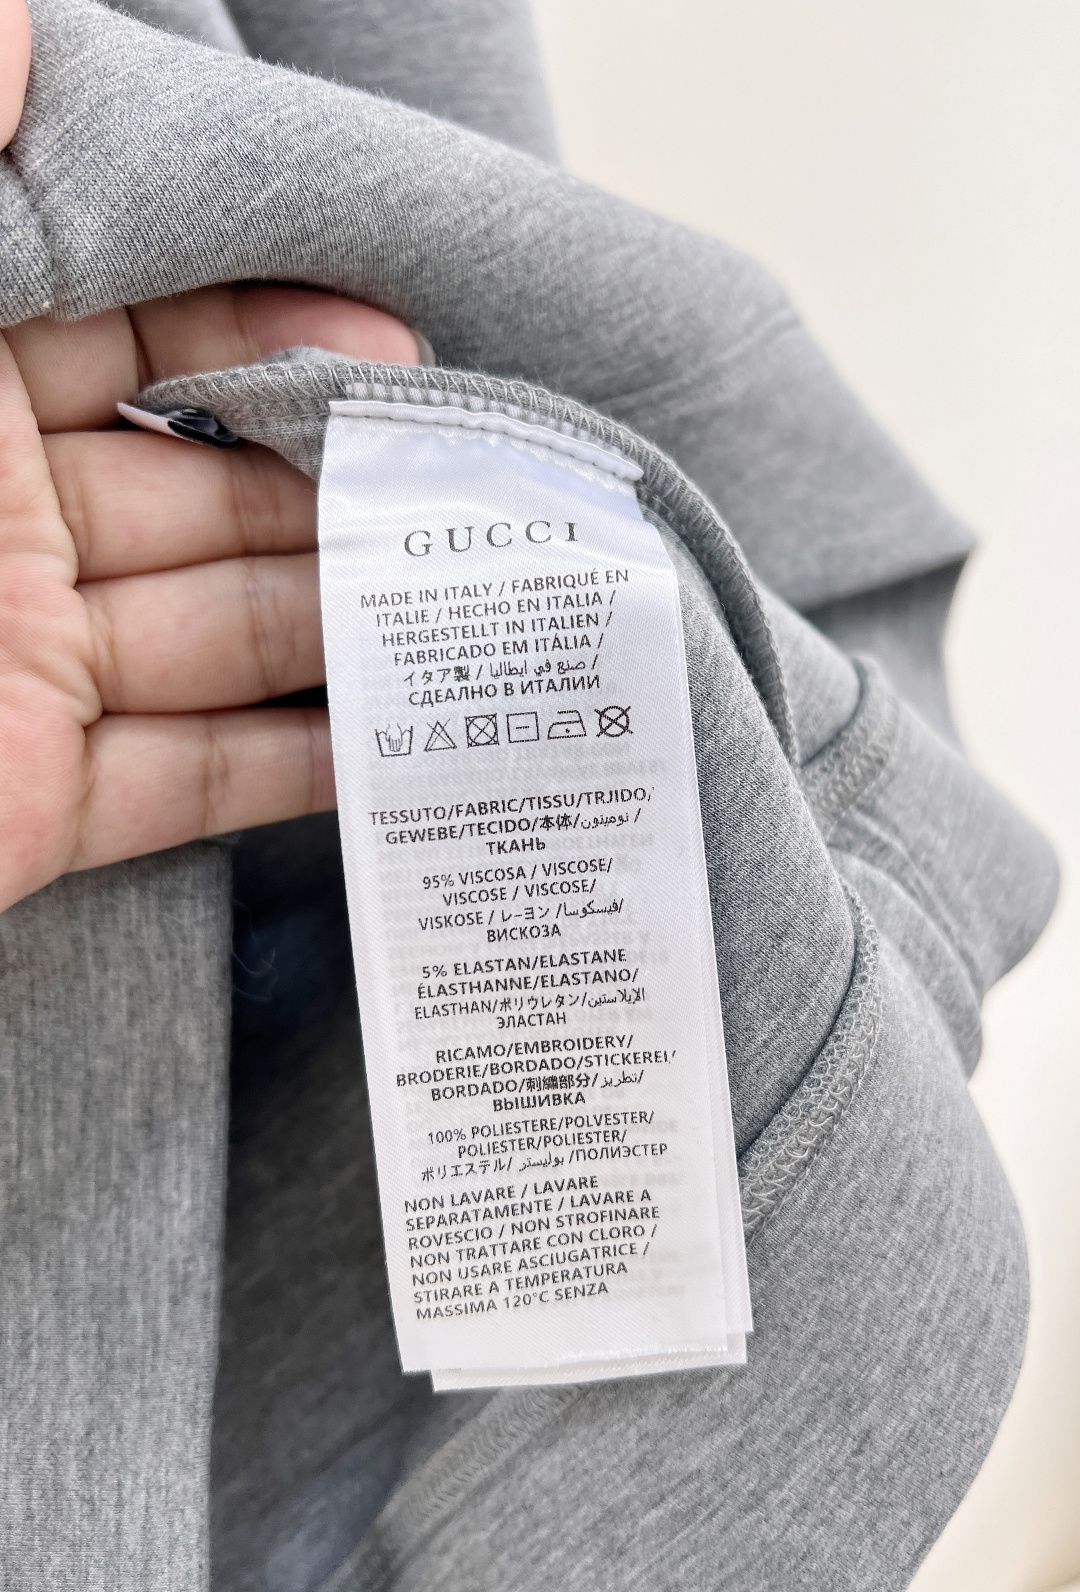 GUCCI
MADE IN ITALY / FABRIQUÉ EN
ITALIE / HECHO EN ITALIA /
HERGESTELLT IN ITALIEN /
FABRICADO EM ITÁLIA /
イタア製 / صنع في ايطاليا /
СДЕАЛНО В ИТАЛИИ
TESSUTO/FABRIC/TISSU/TRJIDO/
GEWEBE/TECIDO/本体/نومينون /
ТКАНЬ
95% VISCOSA / VISCOSE/
VISCOSE / VISCOSE/
VISKOSE / レーヨン /فيسكوسا/
ВИСКОЗА
5% ELASTAN/ELASTANE
ÉLASTHANNE/ELASTANO/
ELASTHAN/ポリウレタン/الإيلاستين
ЭЛАСТАН
RICAMO/EMBROIDERY/
BRODERIE/BORDADO/STICKEREI/
BORDADO/刺繍部分/تطريز/
ВЫШИВКА
100% POLIESTERE/POLVESTER/
POLIESTER/POLIESTER/
ポリエステル/ بوليستر /ПОЛИЭСТЕР
NON LAVARE / LAVARE
SEPARATAMENTE / LAVARE A
ROVESCIO / NON STROFINARE
NON TRATTARE CON CLORO /
NON USARE ASCIUGATRICE /
STIRARE A TEMPERATURA
MASSIMA 120°C SENZA